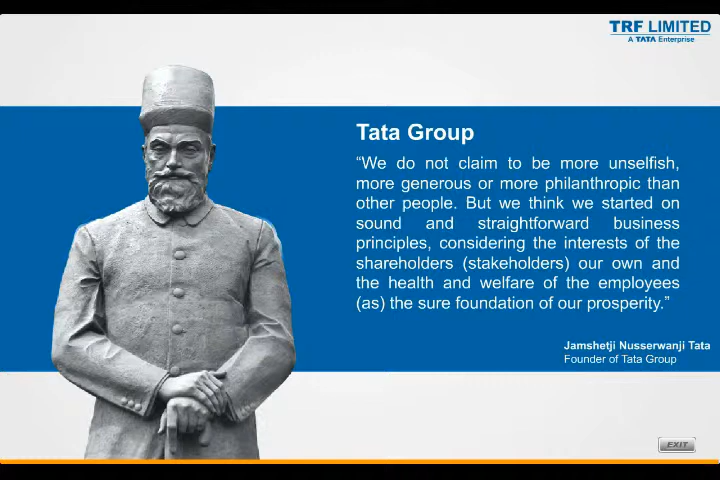 TRF LIMITED
A TATA Enterprise
Tata Group
“We do not claim to be more unselfish,
more generous or more philanthropic than
other people. But we think we started on
sound and straightforward business
principles, considering the interests of the
shareholders (stakeholders) our own and
the health and welfare of the employees
(as) the sure foundation of our prosperity.”
Jamshetji Nusserwanji Tata
Founder of Tata Group
EXIT